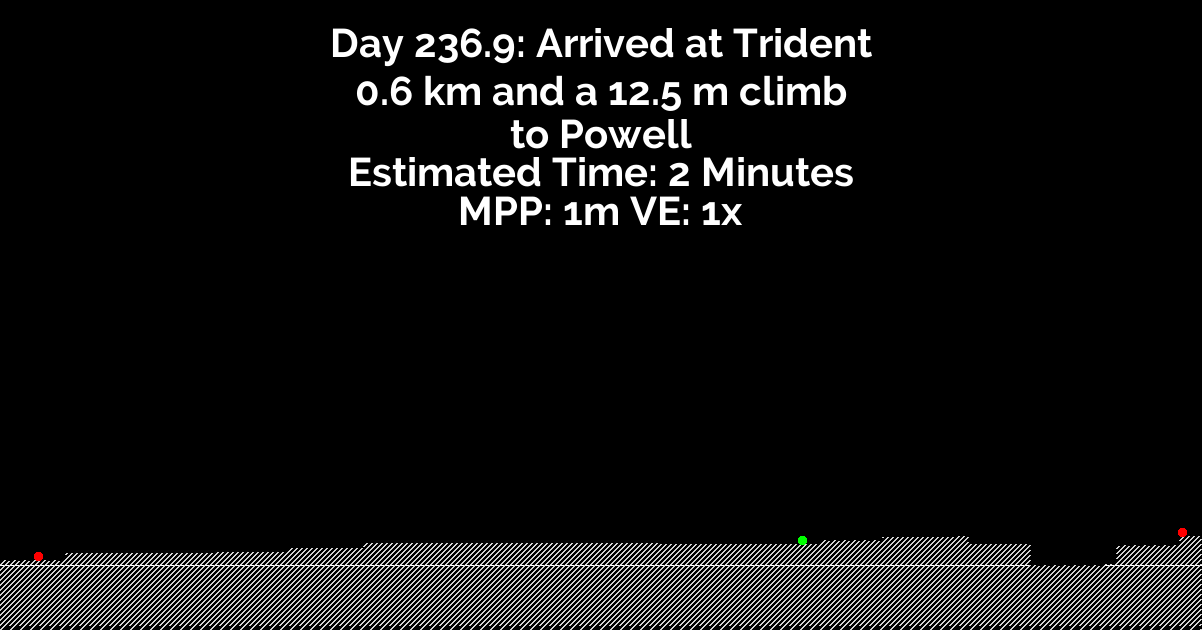 Day 236.9: Arrived at Trident
0.6 km and a 12.5 m climb
to Powell
Estimated Time: 2 Minutes
MPP: 1m VE: 1x